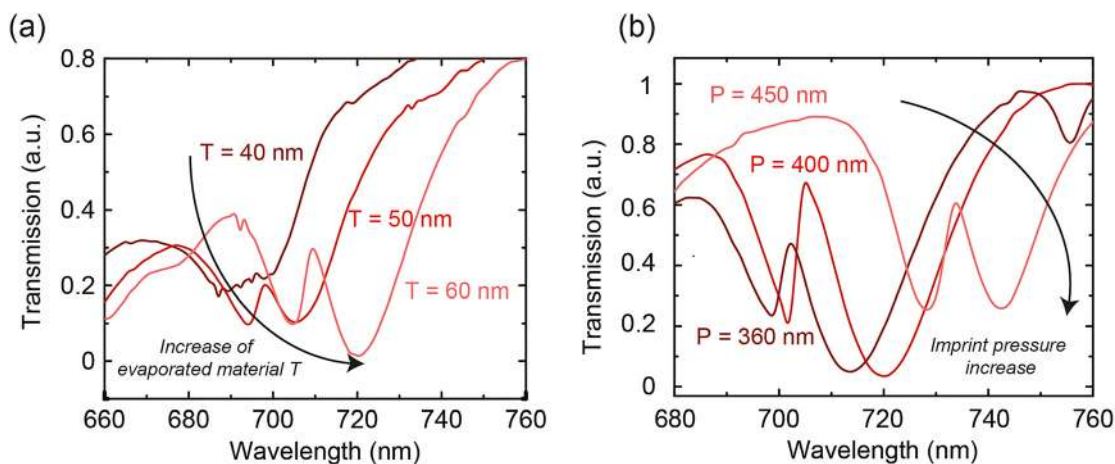 (a)
0.8
0.6
0.4
0.2
0
Transmission (a.u.)
T = 40 nm
T = 50 nm
T = 60 nm
Increase of
evaporated material T
660
680
700
720
740
760
Wavelength (nm)
(b)
1
0.8
0.6
0.4
0.2
0
Transmission (a.u.)
P = 450 nm
P = 400 nm
P = 360 nm
Imprint pressure
increase
680
700
720
740
760
Wavelength (nm)